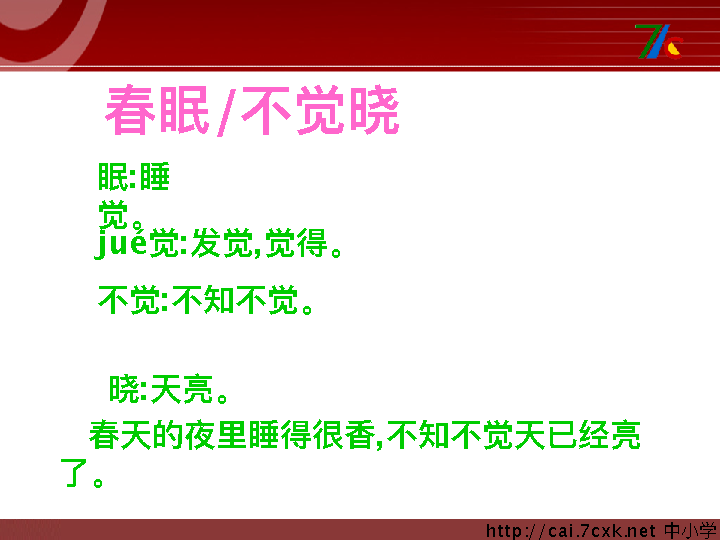 7c
春眠/不觉晓
眠:睡
觉。
jué觉:发觉,觉得。
不觉:不知不觉。
晓:天亮。
春天的夜里睡得很香,不知不觉天已经亮
了。
http://cai.7cxk.net 中小学